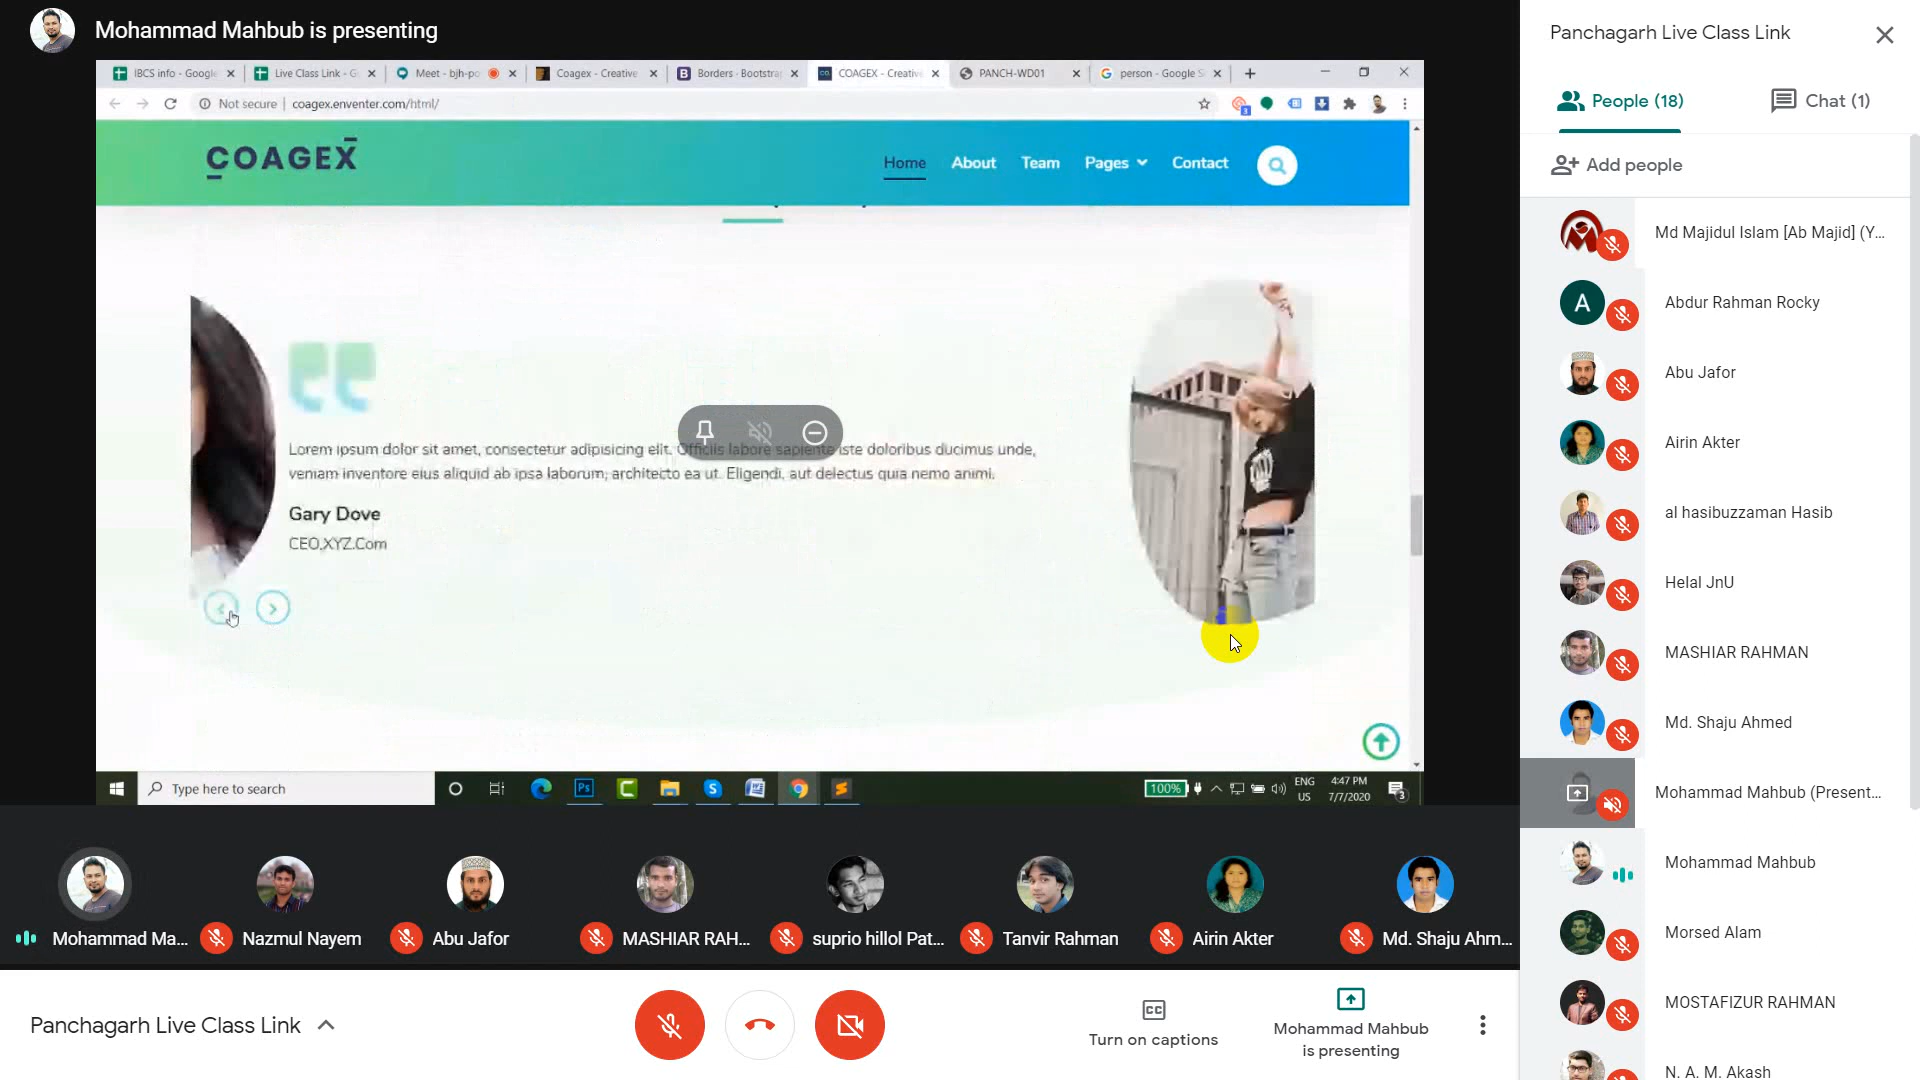 Mohammad Mahbub is presenting
IBCS info - Google
Live Class Link - G
Meet - bjh-po
Coagex - Creative
Borders · Bootstrap
COAGEX - Creative
PANCH-WD01
person - Google S
Not secure | coagex.enventer.com/html/
COAGEX
Home About Team Pages Contact
Lorem ipsum dolor sit amet, consectetur adipisicing elit. Officiis labore sapiente iste doloribus ducimus unde,
veniam inventore eius aliquid ab ipsa laborum, architecto ea ut. Eligendi, aut delectus quia nemo animi.
Gary Dove
CEO,XYZ.Com
Type here to search
Ps
100%
ENG
US
4:47 PM
7/7/2020
3
Mohammad Ma...
Nazmul Nayem
Abu Jafor
MASHIAR RAH...
suprio hillol Pat...
Tanvir Rahman
Airin Akter
Md. Shaju Ahm...
Panchagarh Live Class Link
CC
Turn on captions
Mohammad Mahbub
is presenting
Panchagarh Live Class Link
People (18)
Chat (1)
Add people
Md Majidul Islam [Ab Majid] (Y...
A
Abdur Rahman Rocky
Abu Jafor
Airin Akter
al hasibuzzaman Hasib
Helal JnU
MASHIAR RAHMAN
Md. Shaju Ahmed
Mohammad Mahbub (Present...
Mohammad Mahbub
Morsed Alam
MOSTAFIZUR RAHMAN
N. A. M. Akash